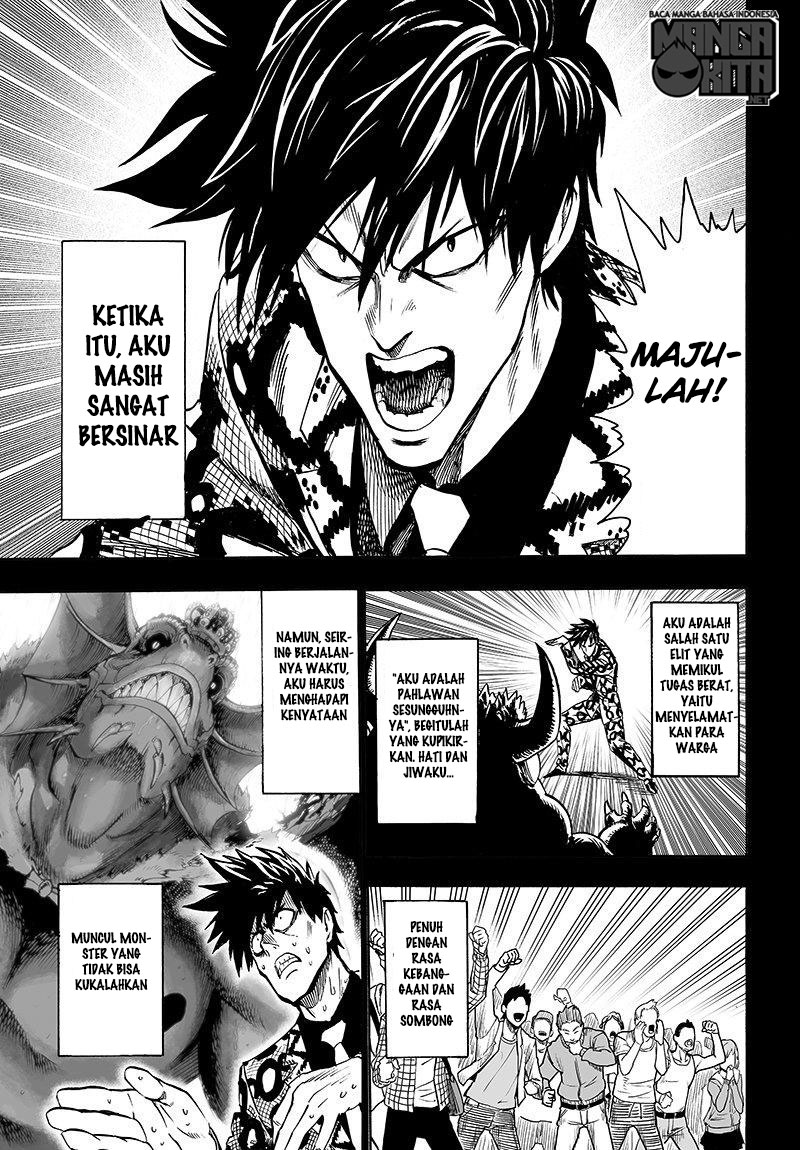 BACA MANGA BAHASA INDONESIA
MANGA
KITA
.NET
MAJU-
LAH!
KETIKA
ITU, AKU
MASIH
SANGAT
BERSINAR
AKU ADALAH
SALAH SATU
ELIT YANG
MEMIKUL
TUGAS BERAT,
YAITU
MENYELAMAT-
KAN PARA
WARGA
"AKU ADALAH
PAHLAWAN
SESUNGGUHN-
YA", BEGITULAH
YANG KUPIKIR-
KAN. HATI DAN
JIWAKU...
PENUH
DENGAN
RASA
KEBANG-
GAAN DAN
RASA
SOMBONG
NAMUN, SEIR-
ING BERJALAN-
NYA WAKTU,
AKU HARUS
MENGHADAPI
KENYATAAN
MUNCUL MON-
STER YANG
TIDAK BISA
KUKALAHKAN